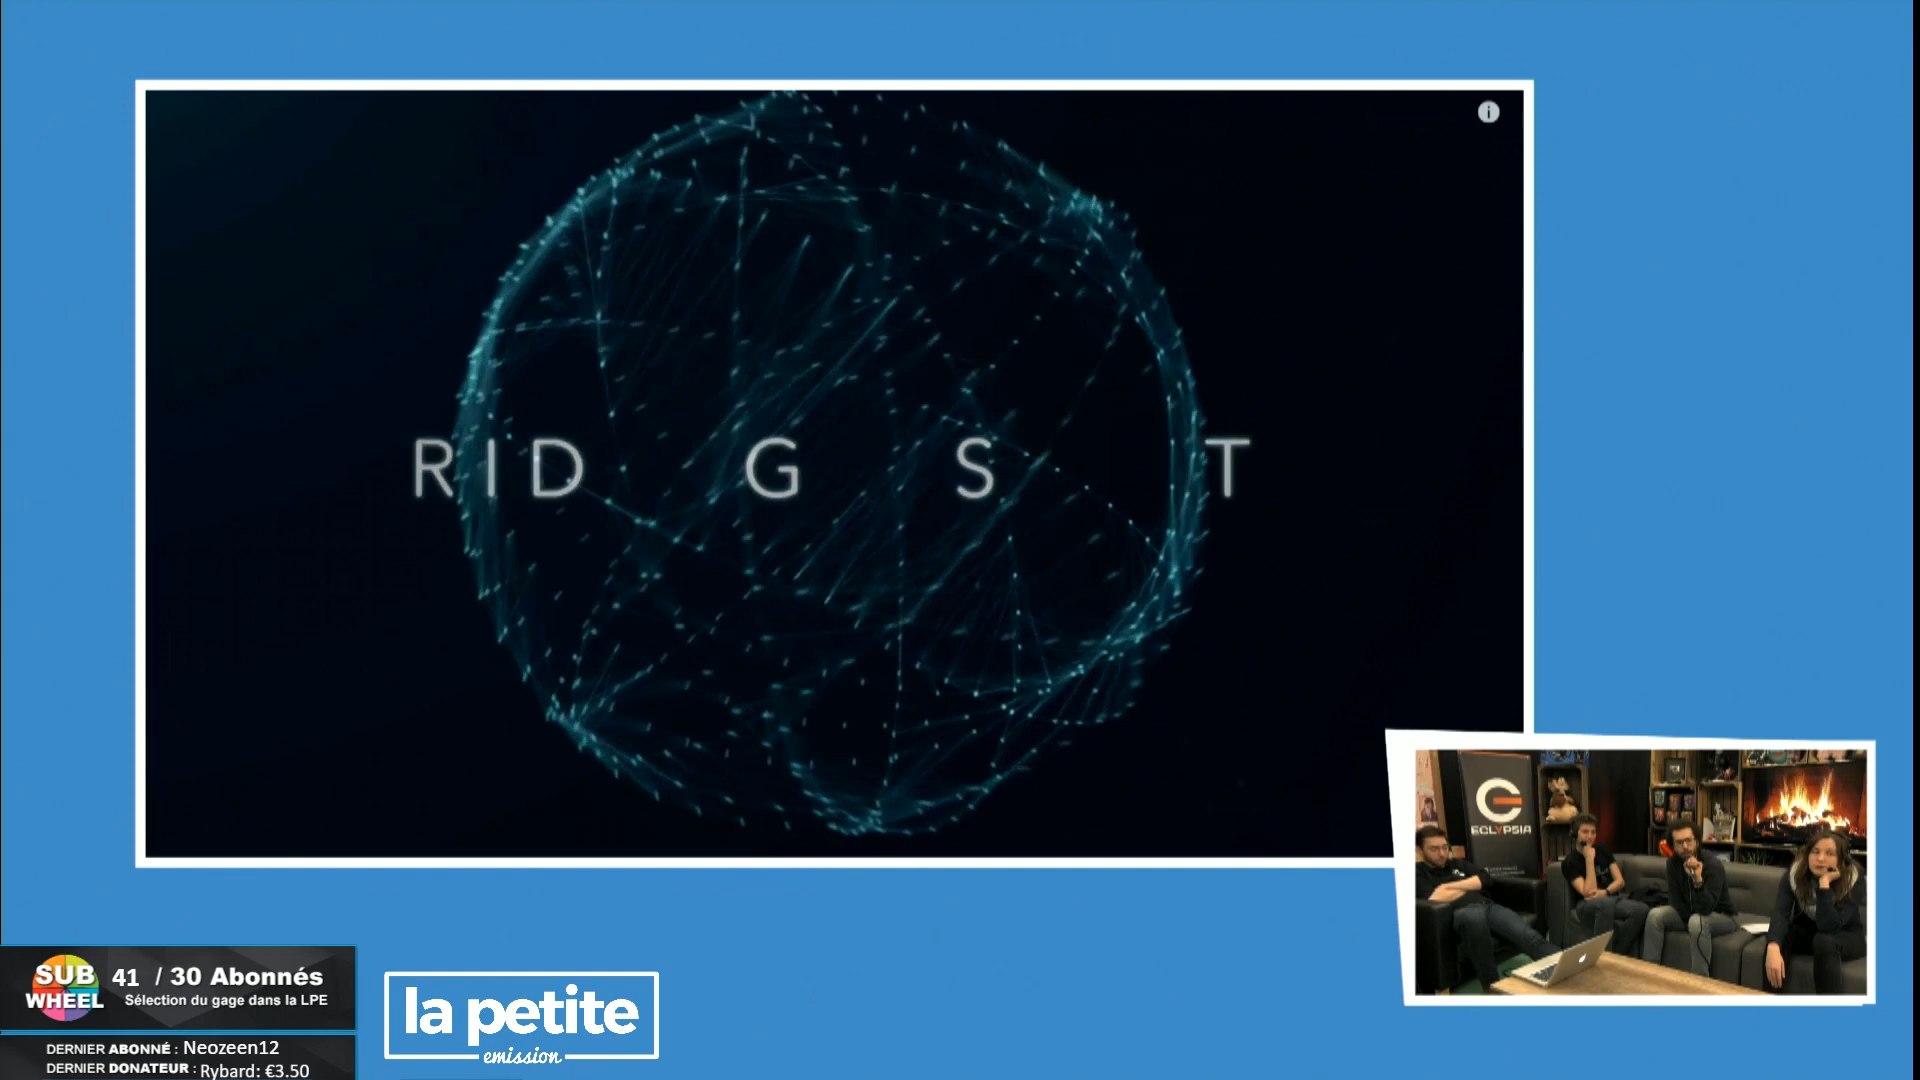 RID G S T
ECLYPSIA
SUB
WHEEL
41 / 30 Abonnés
Sélection du gage dans la LPE
DERNIER ABONNÉ : Neozeen12
DERNIER DONATEUR : Rybard: €3.50
la petite
emission